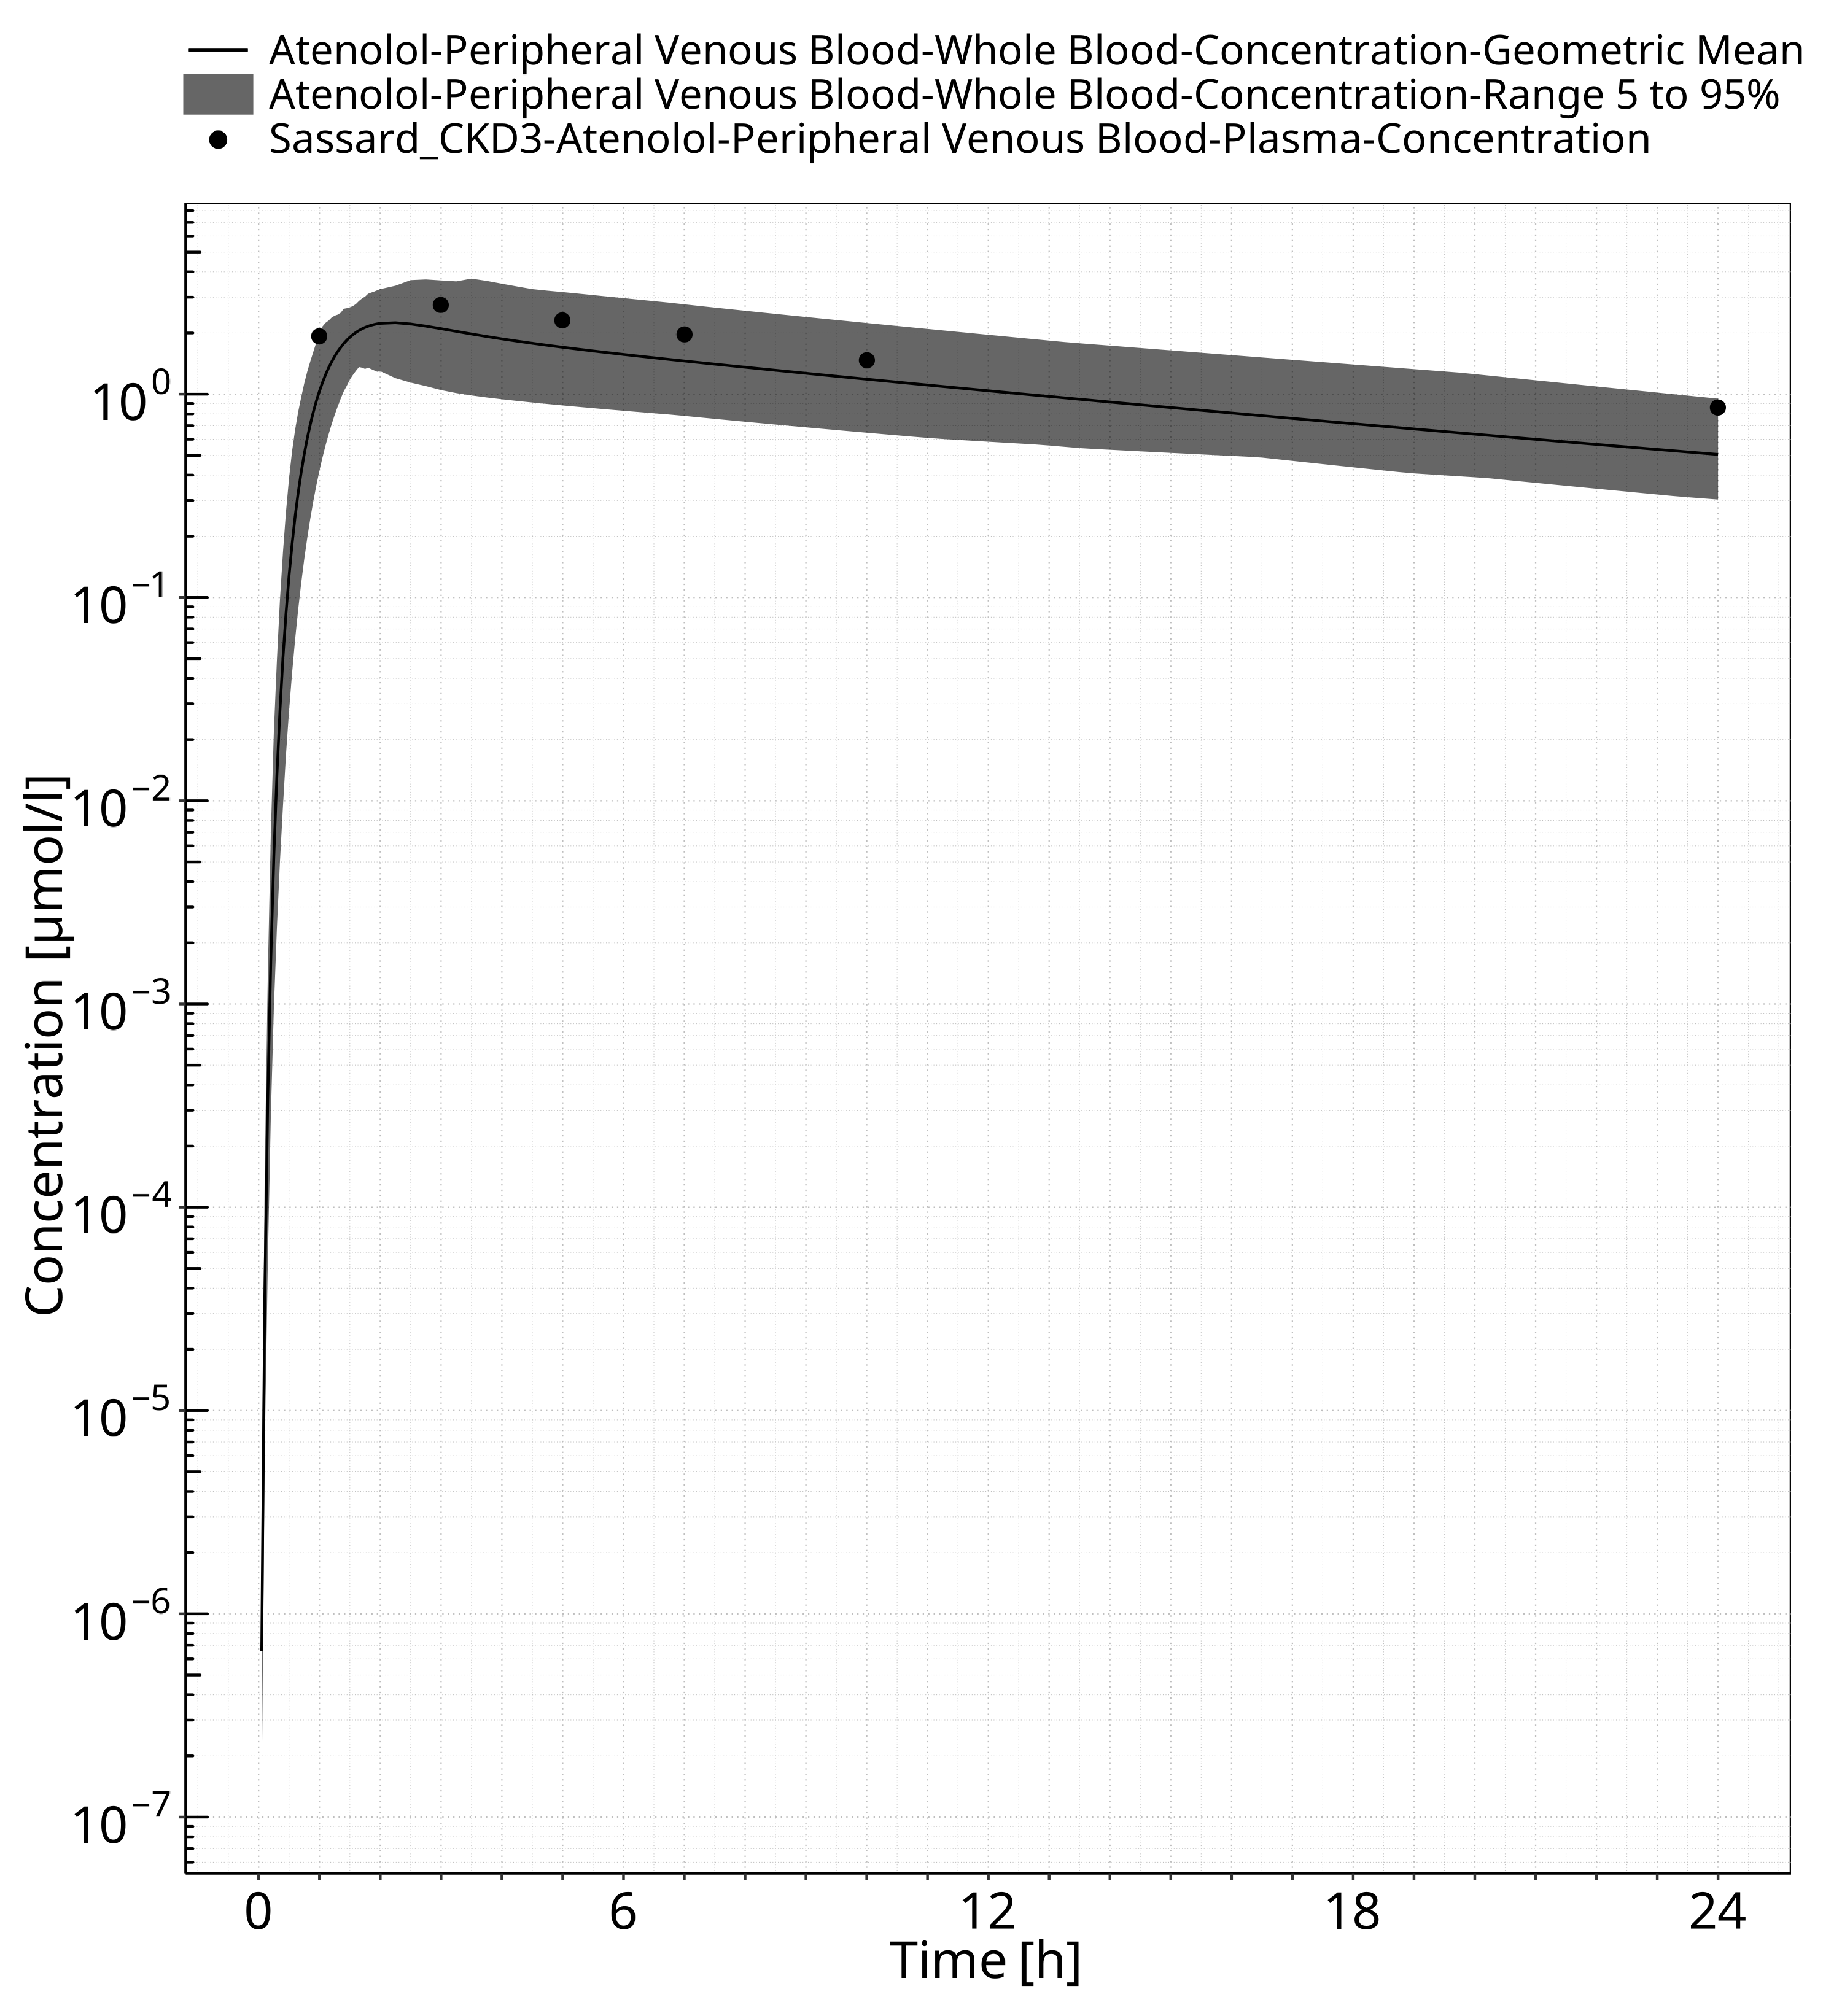 Atenolol-Peripheral Venous Blood-Whole Blood-Concentration-Geometric Mean
Atenolol-Peripheral Venous Blood-Whole Blood-Concentration-Range 5 to 95%
Sassard_CKD3-Atenolol-Peripheral Venous Blood-Plasma-Concentration
Concentration [µmol/l]
10⁰
10⁻¹
10⁻²
10⁻³
10⁻⁴
10⁻⁵
10⁻⁶
10⁻⁷
0 6 12 18 24
Time [h]